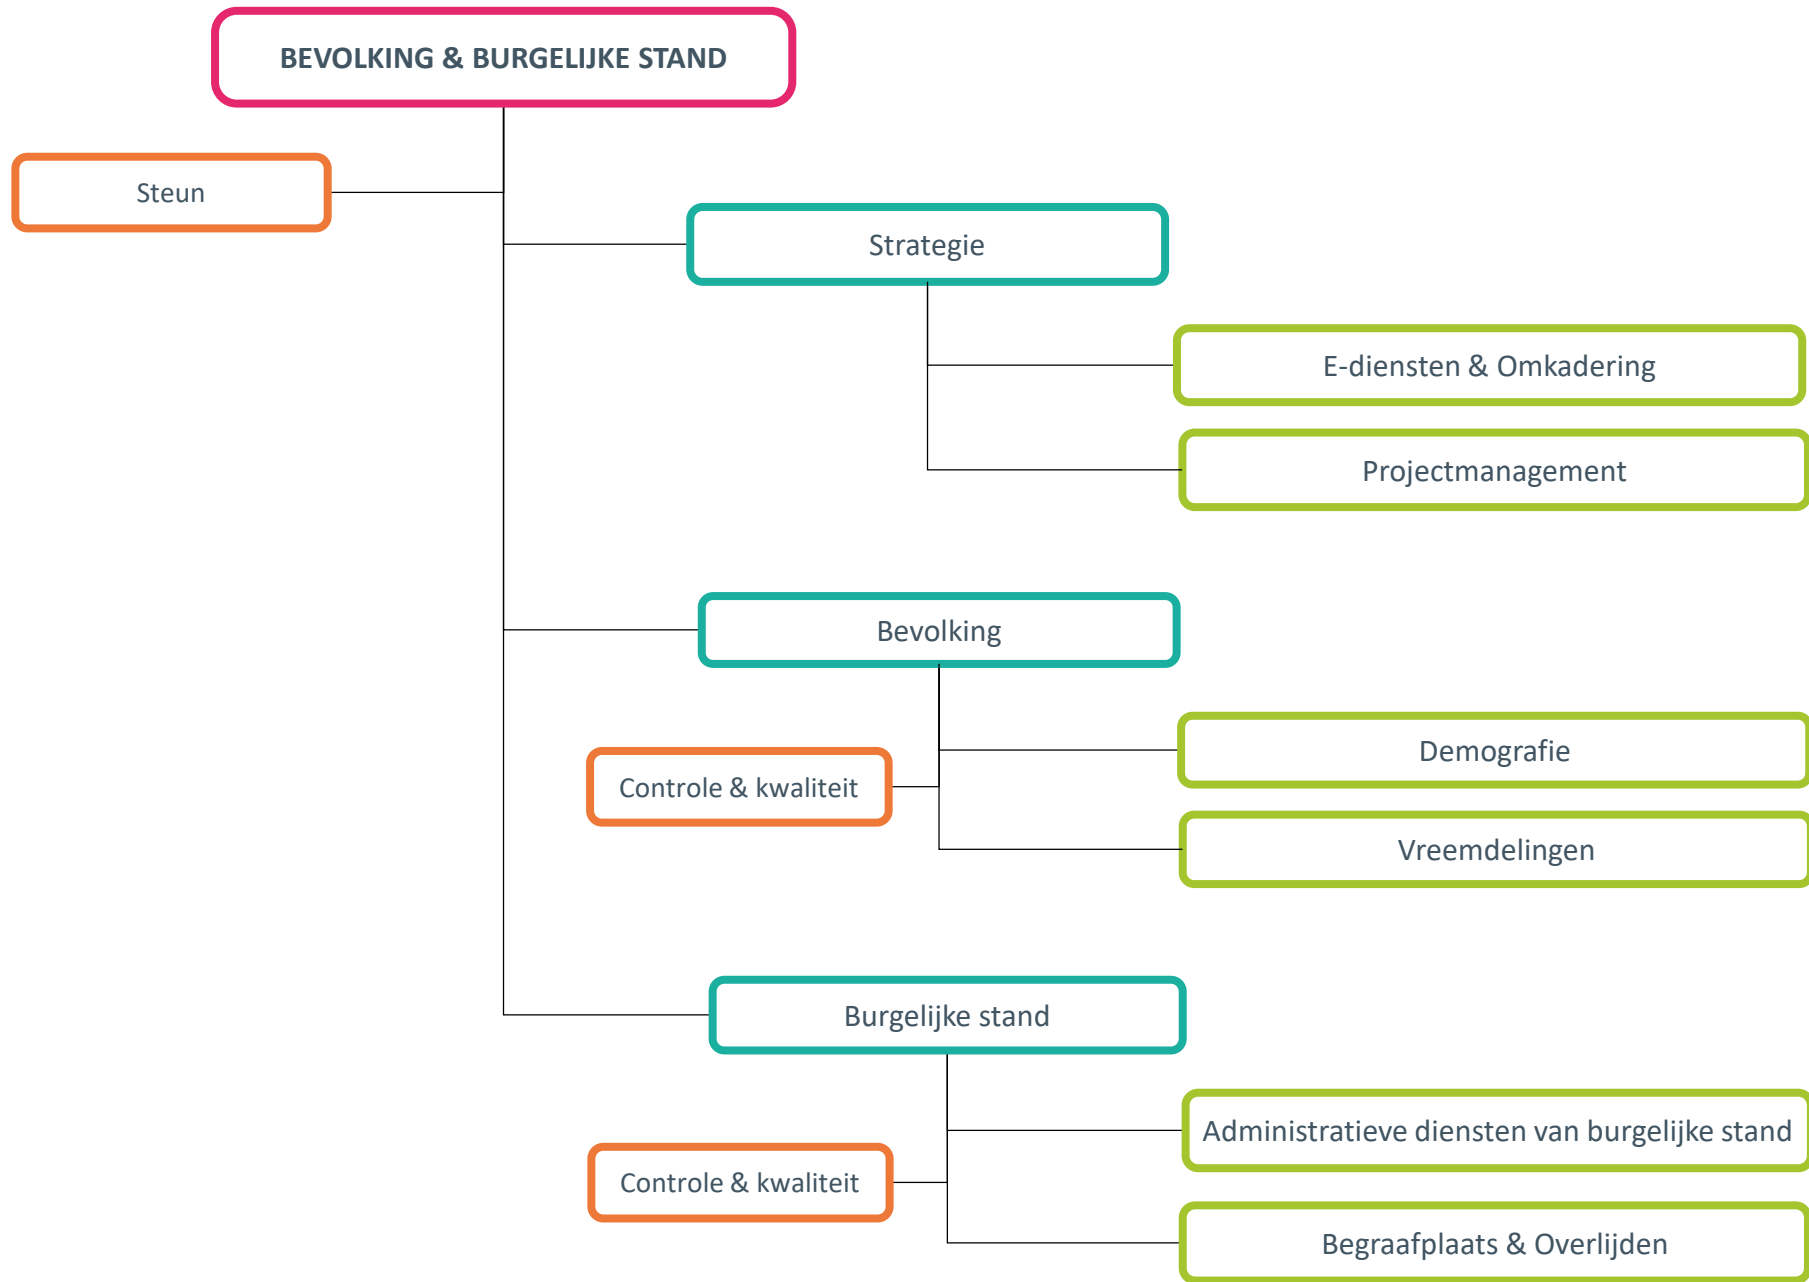 BEVOLKING & BURGELIJKE STAND
Steun
Strategie
E-diensten & Omkadering
Projectmanagement
Bevolking
Demografie
Controle & kwaliteit
Vreemdelingen
Burgelijke stand
Administratieve diensten van burgelijke stand
Controle & kwaliteit
Begraafplaats & Overlijden